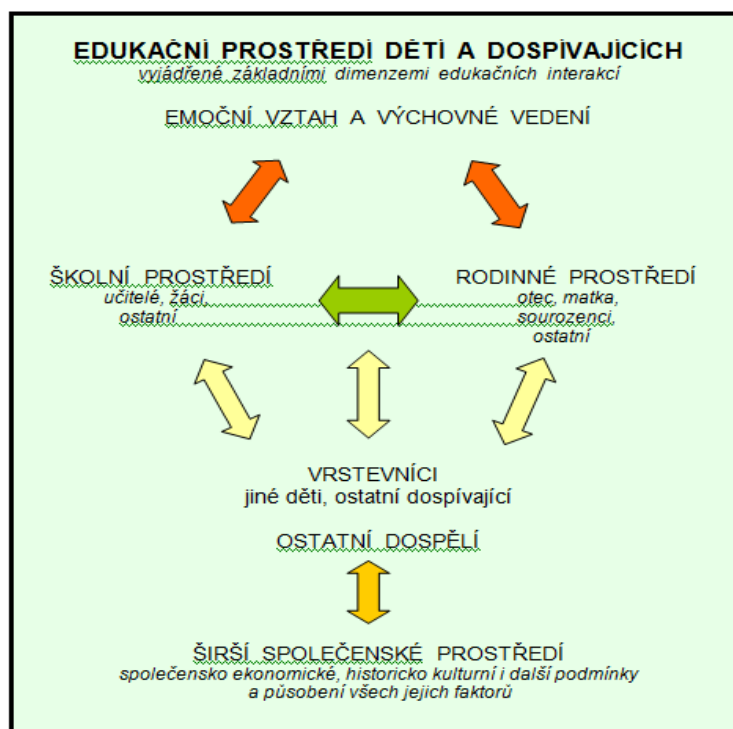 EDUKAČNÍ PROSTŘEDÍ DĚTÍ A DOSPÍVAJÍCÍCH
vyjádřené základními dimenzemi edukačních interakcí
EMOČNÍ VZTAH A VÝCHOVNÉ VEDENÍ
ŠKOLNÍ PROSTŘEDÍ
učitelé, žáci,
ostatní
RODINNÉ PROSTŘEDÍ
otec, matka,
sourozenci,
ostatní
VRSTEVNÍCI
jiné děti, ostatní dospívající
OSTATNÍ DOSPĚLÍ
ŠIRŠÍ SPOLEČENSKÉ PROSTŘEDÍ
společensko ekonomické, historicko kulturní i další podmínky
a působení všech jejich faktorů